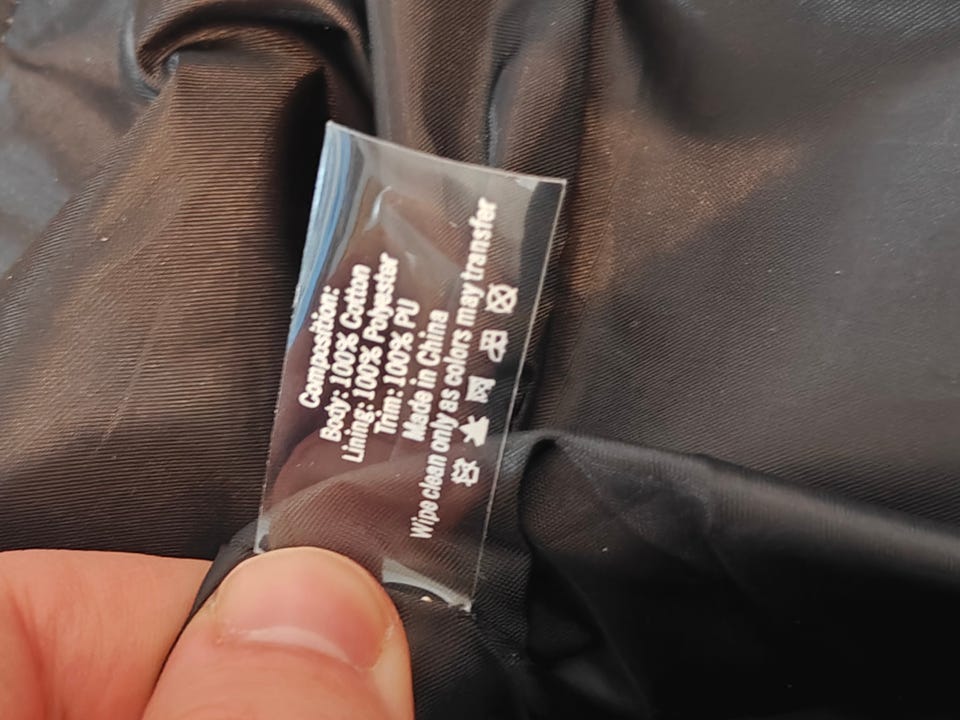 Composition:
Body: 100% Cotton
Lining: 100% Polyester
Trim: 100% PU
Made in China
Wipe clean only as colors may transfer